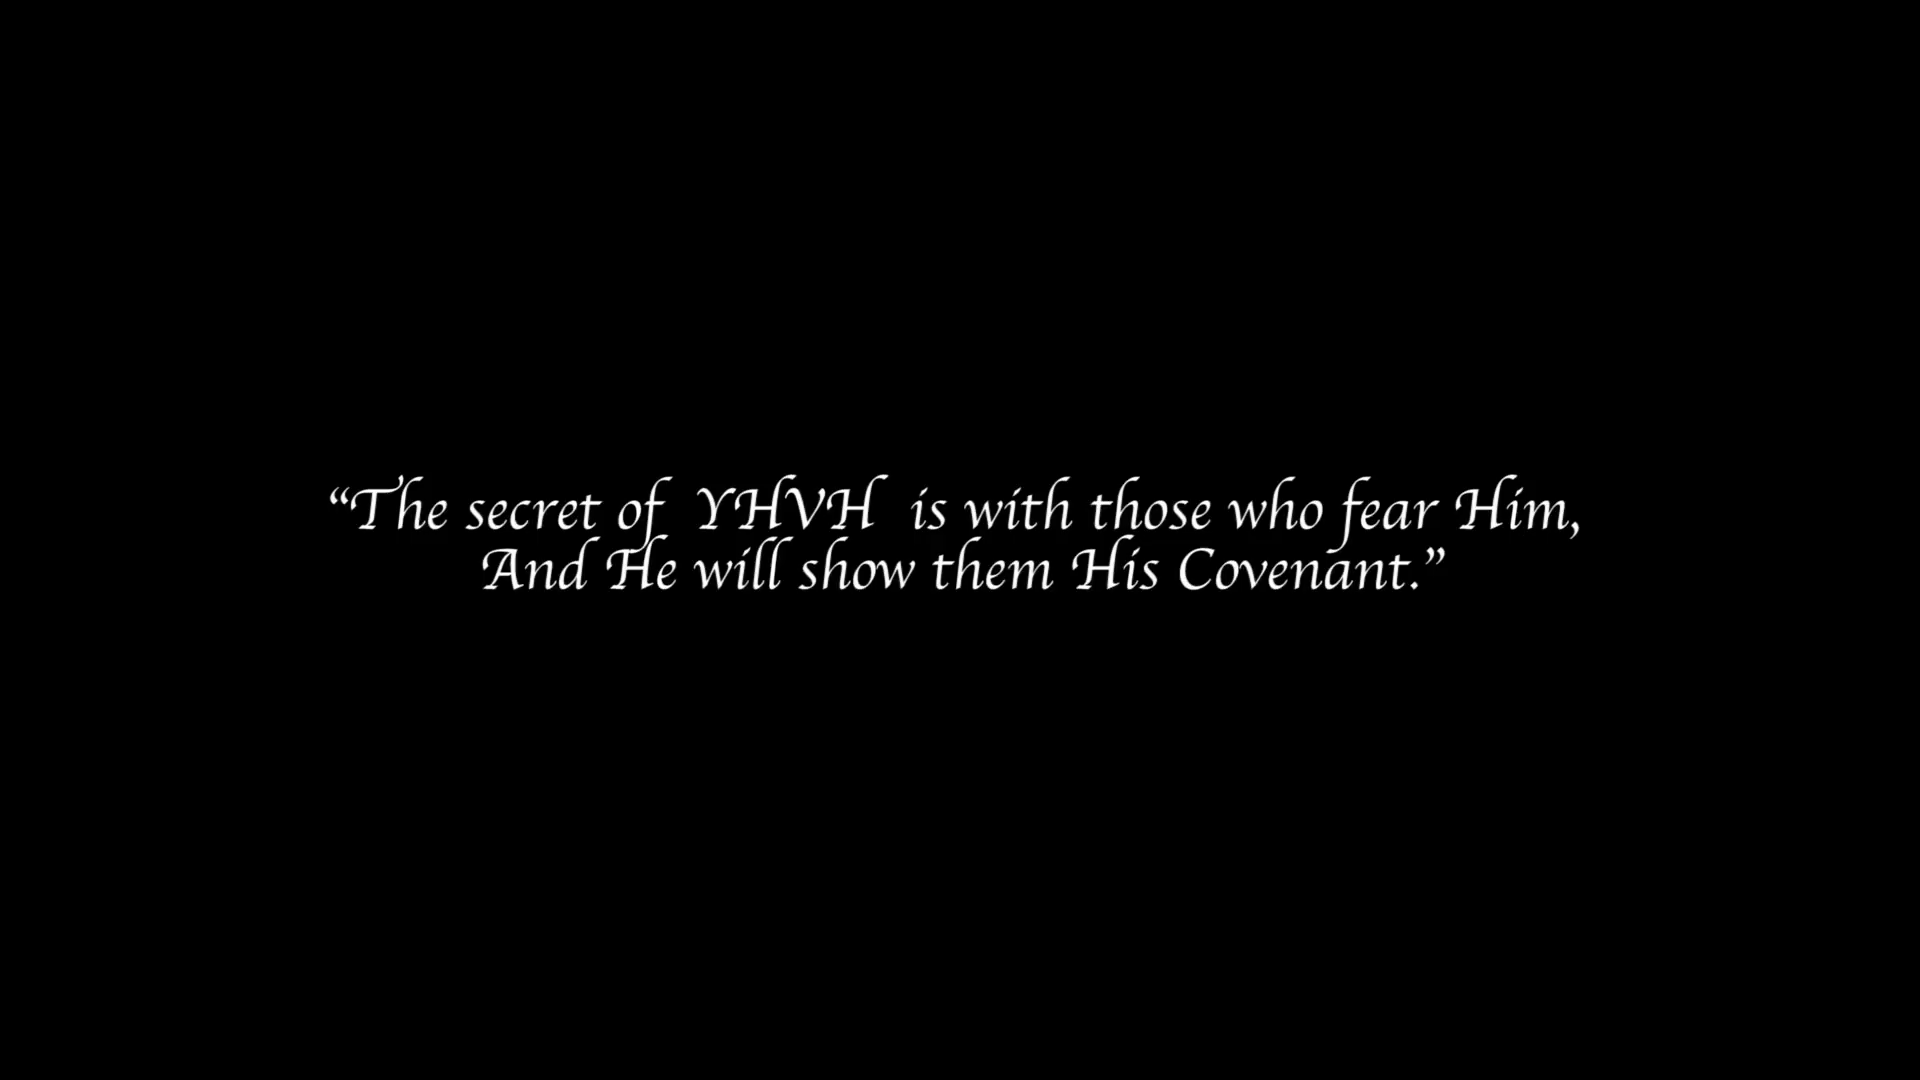 “The secret of YHVH is with those who fear Him,
And He will show them His Covenant.”